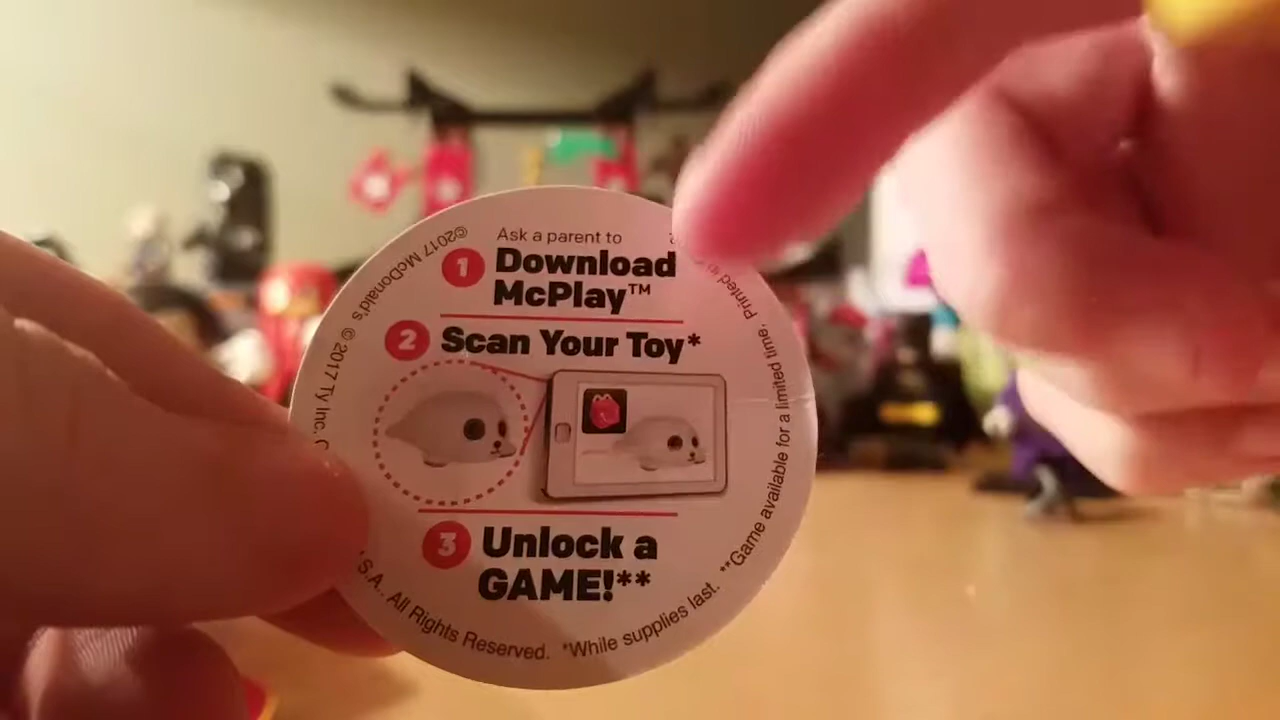 Ask a parent to
1 Download
McPlay™
2 Scan Your Toy*
3 Unlock a
GAME!**
©2017 McDonald's ©2017 Ty Inc.
All Rights Reserved. *While supplies last. **Game available for a limited time. Printed